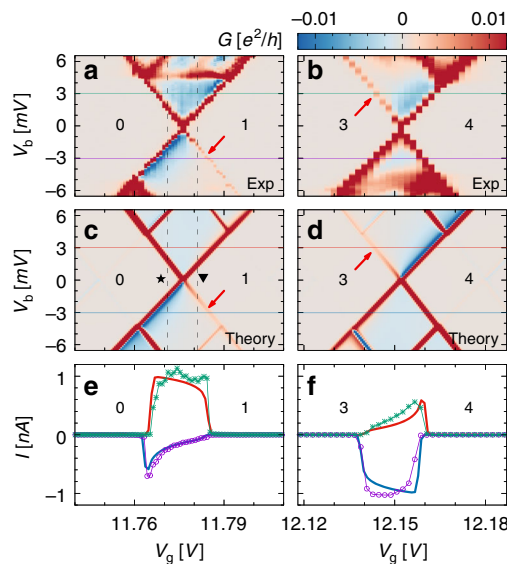 G [e²/h]
−0.01 0 0.01
a
b
V_b [mV]
6
3
0
−3
−6
0
1
Exp
3
4
Exp
c
d
V_b [mV]
6
3
0
−3
−6
0
1
Theory
3
4
Theory
e
f
I [nA]
1
0
−1
0
1
3
4
11.76 11.79 12.12 12.15 12.18
V_g [V] V_g [V]